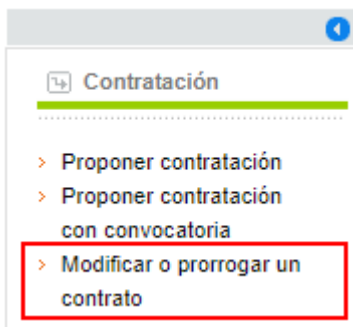 Contratación
Proponer contratación
Proponer contratación
con convocatoria
Modificar o prorrogar un
contrato